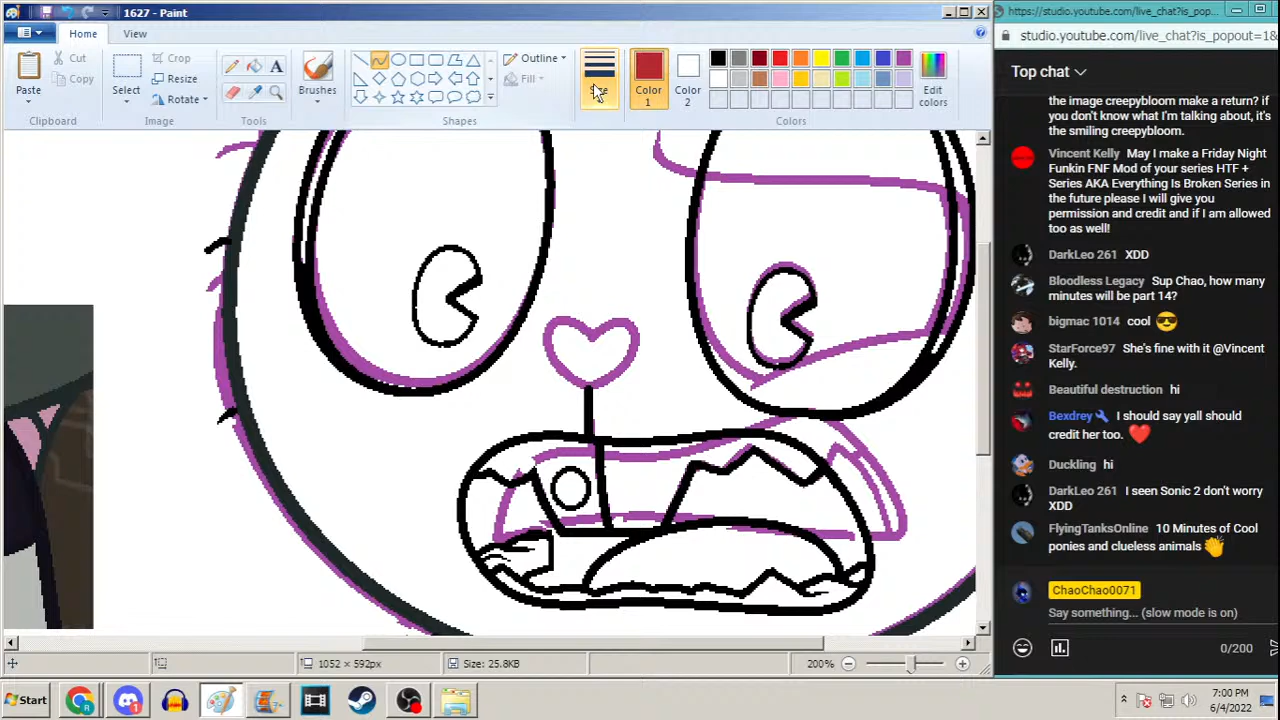 1627 - Paint
https://studio.youtube.com/live_chat?is_pop...
studio.youtube.com/live_chat?is_popout=1&
Home
View
Paste
Cut
Copy
Clipboard
Select
Crop
Resize
Rotate
Image
Tools
Brushes
Outline
Fill
Shapes
Size
Color
1
Color
2
Edit
colors
Colors
Top chat
the image creepybloom make a return? if
you don't know what I'm talking about, it's
the smiling creepybloom.
Vincent Kelly May I make a Friday Night
Funkin FNF Mod of your series HTF +
Series AKA Everything Is Broken Series in
the future please I will give you
permission and credit and if I am allowed
too as well!
DarkLeo 261 XDD
Bloodless Legacy Sup Chao, how many
minutes will be part 14?
bigmac 1014 cool 😎
StarForce97 She's fine with it @Vincent
Kelly.
Beautiful destruction hi
Bexdrey I should say yall should
credit her too. ❤️
Duckling hi
DarkLeo 261 I seen Sonic 2 don't worry
XDD
FlyingTanksOnline 10 Minutes of Cool
ponies and clueless animals 👏
ChaoChao0071
Say something... (slow mode is on)
0/200
1052 × 592px
Size: 25.8KB
200%
Start
7:00 PM
6/4/2022